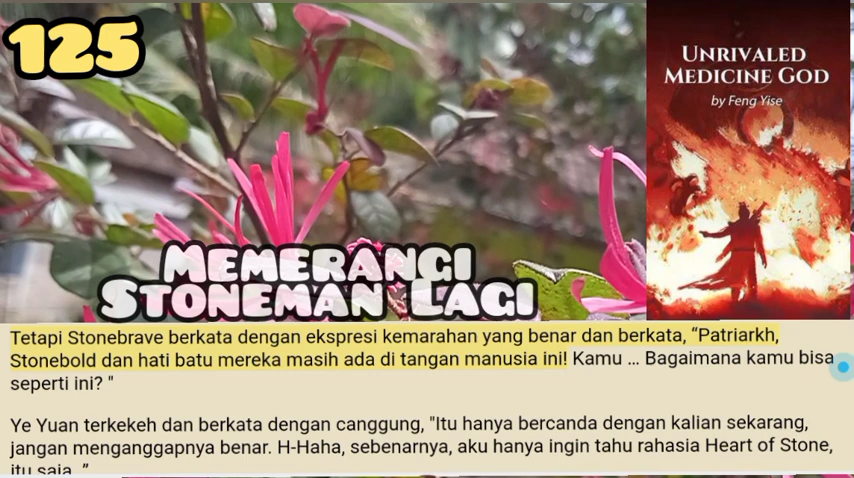 125
UNRIVALED
MEDICINE GOD
by Feng Yise
MEMERANGI
STONEMAN LAGI
Tetapi Stonebrave berkata dengan ekspresi kemarahan yang benar dan berkata, “Patriarkh,
Stonebold dan hati batu mereka masih ada di tangan manusia ini! Kamu ... Bagaimana kamu bisa
seperti ini? "
Ye Yuan terkekeh dan berkata dengan canggung, "Itu hanya bercanda dengan kalian sekarang,
jangan menganggapnya benar. H-Haha, sebenarnya, aku hanya ingin tahu rahasia Heart of Stone,
itu saja. ”